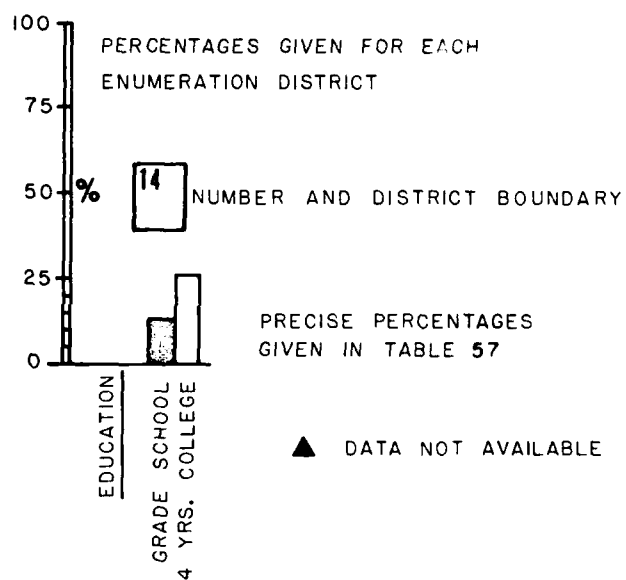 100
PERCENTAGES GIVEN FOR EACH
ENUMERATION DISTRICT
75
14
50
%
NUMBER AND DISTRICT BOUNDARY
25
PRECISE PERCENTAGES
GIVEN IN TABLE 57
0
EDUCATION
GRADE SCHOOL
4 YRS. COLLEGE
DATA NOT AVAILABLE